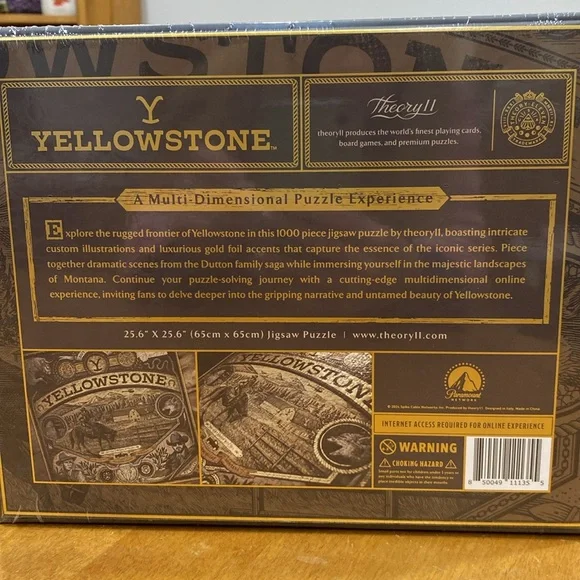 WSTON
Y
YELLOWSTONE™
Theory11
theory11 produces the world's finest playing cards,
board games, and premium puzzles.
A Multi-Dimensional Puzzle Experience
Explore the rugged frontier of Yellowstone in this 1000 piece jigsaw puzzle by theory11, boasting intricate
custom illustrations and luxurious gold foil accents that capture the essence of the iconic series. Piece
together dramatic scenes from the Dutton family saga while immersing yourself in the majestic landscapes
of Montana. Continue your puzzle-solving journey with a cutting-edge multidimensional online
experience, inviting fans to delve deeper into the gripping narrative and untamed beauty of Yellowstone.
25.6" X 25.6" (65cm x 65cm) Jigsaw Puzzle | www.theory11.com
Y
YELLOWSTONE
YELLOWSTONE
Paramount
NETWORK
INTERNET ACCESS REQUIRED FOR ONLINE EXPERIENCE
WARNING
CHOKING HAZARD
8 50049 11135 5